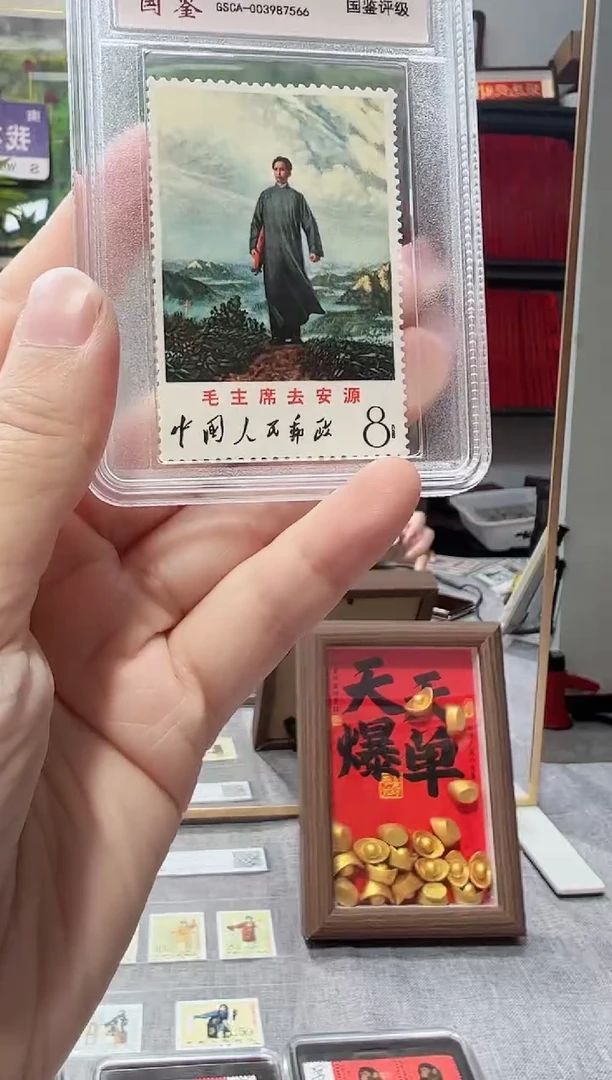 国鉴 GSCA-003987566 国鉴评级
毛主席去安源
中国人民邮政 8分
天天
爆单